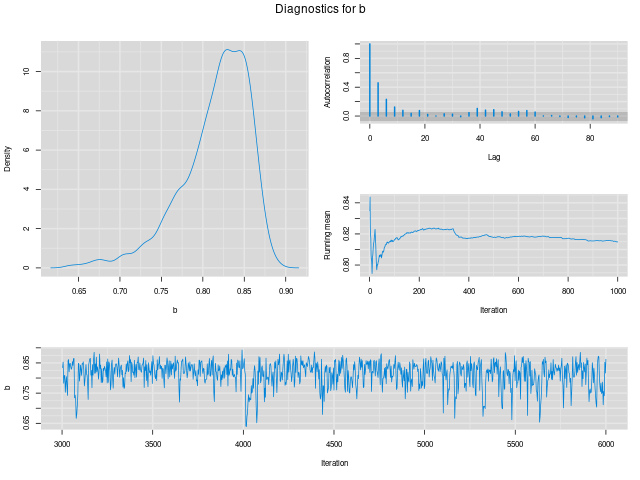 Diagnostics for b
Density
0 2 4 6 8 10
0.65 0.70 0.75 0.80 0.85 0.90
b
Autocorrelation
0.0 0.4 0.8
0 20 40 60 80
Lag
Running mean
0.80 0.82 0.84
0 200 400 600 800 1000
Iteration
b
0.65 0.75 0.85
3000 3500 4000 4500 5000 5500 6000
Iteration